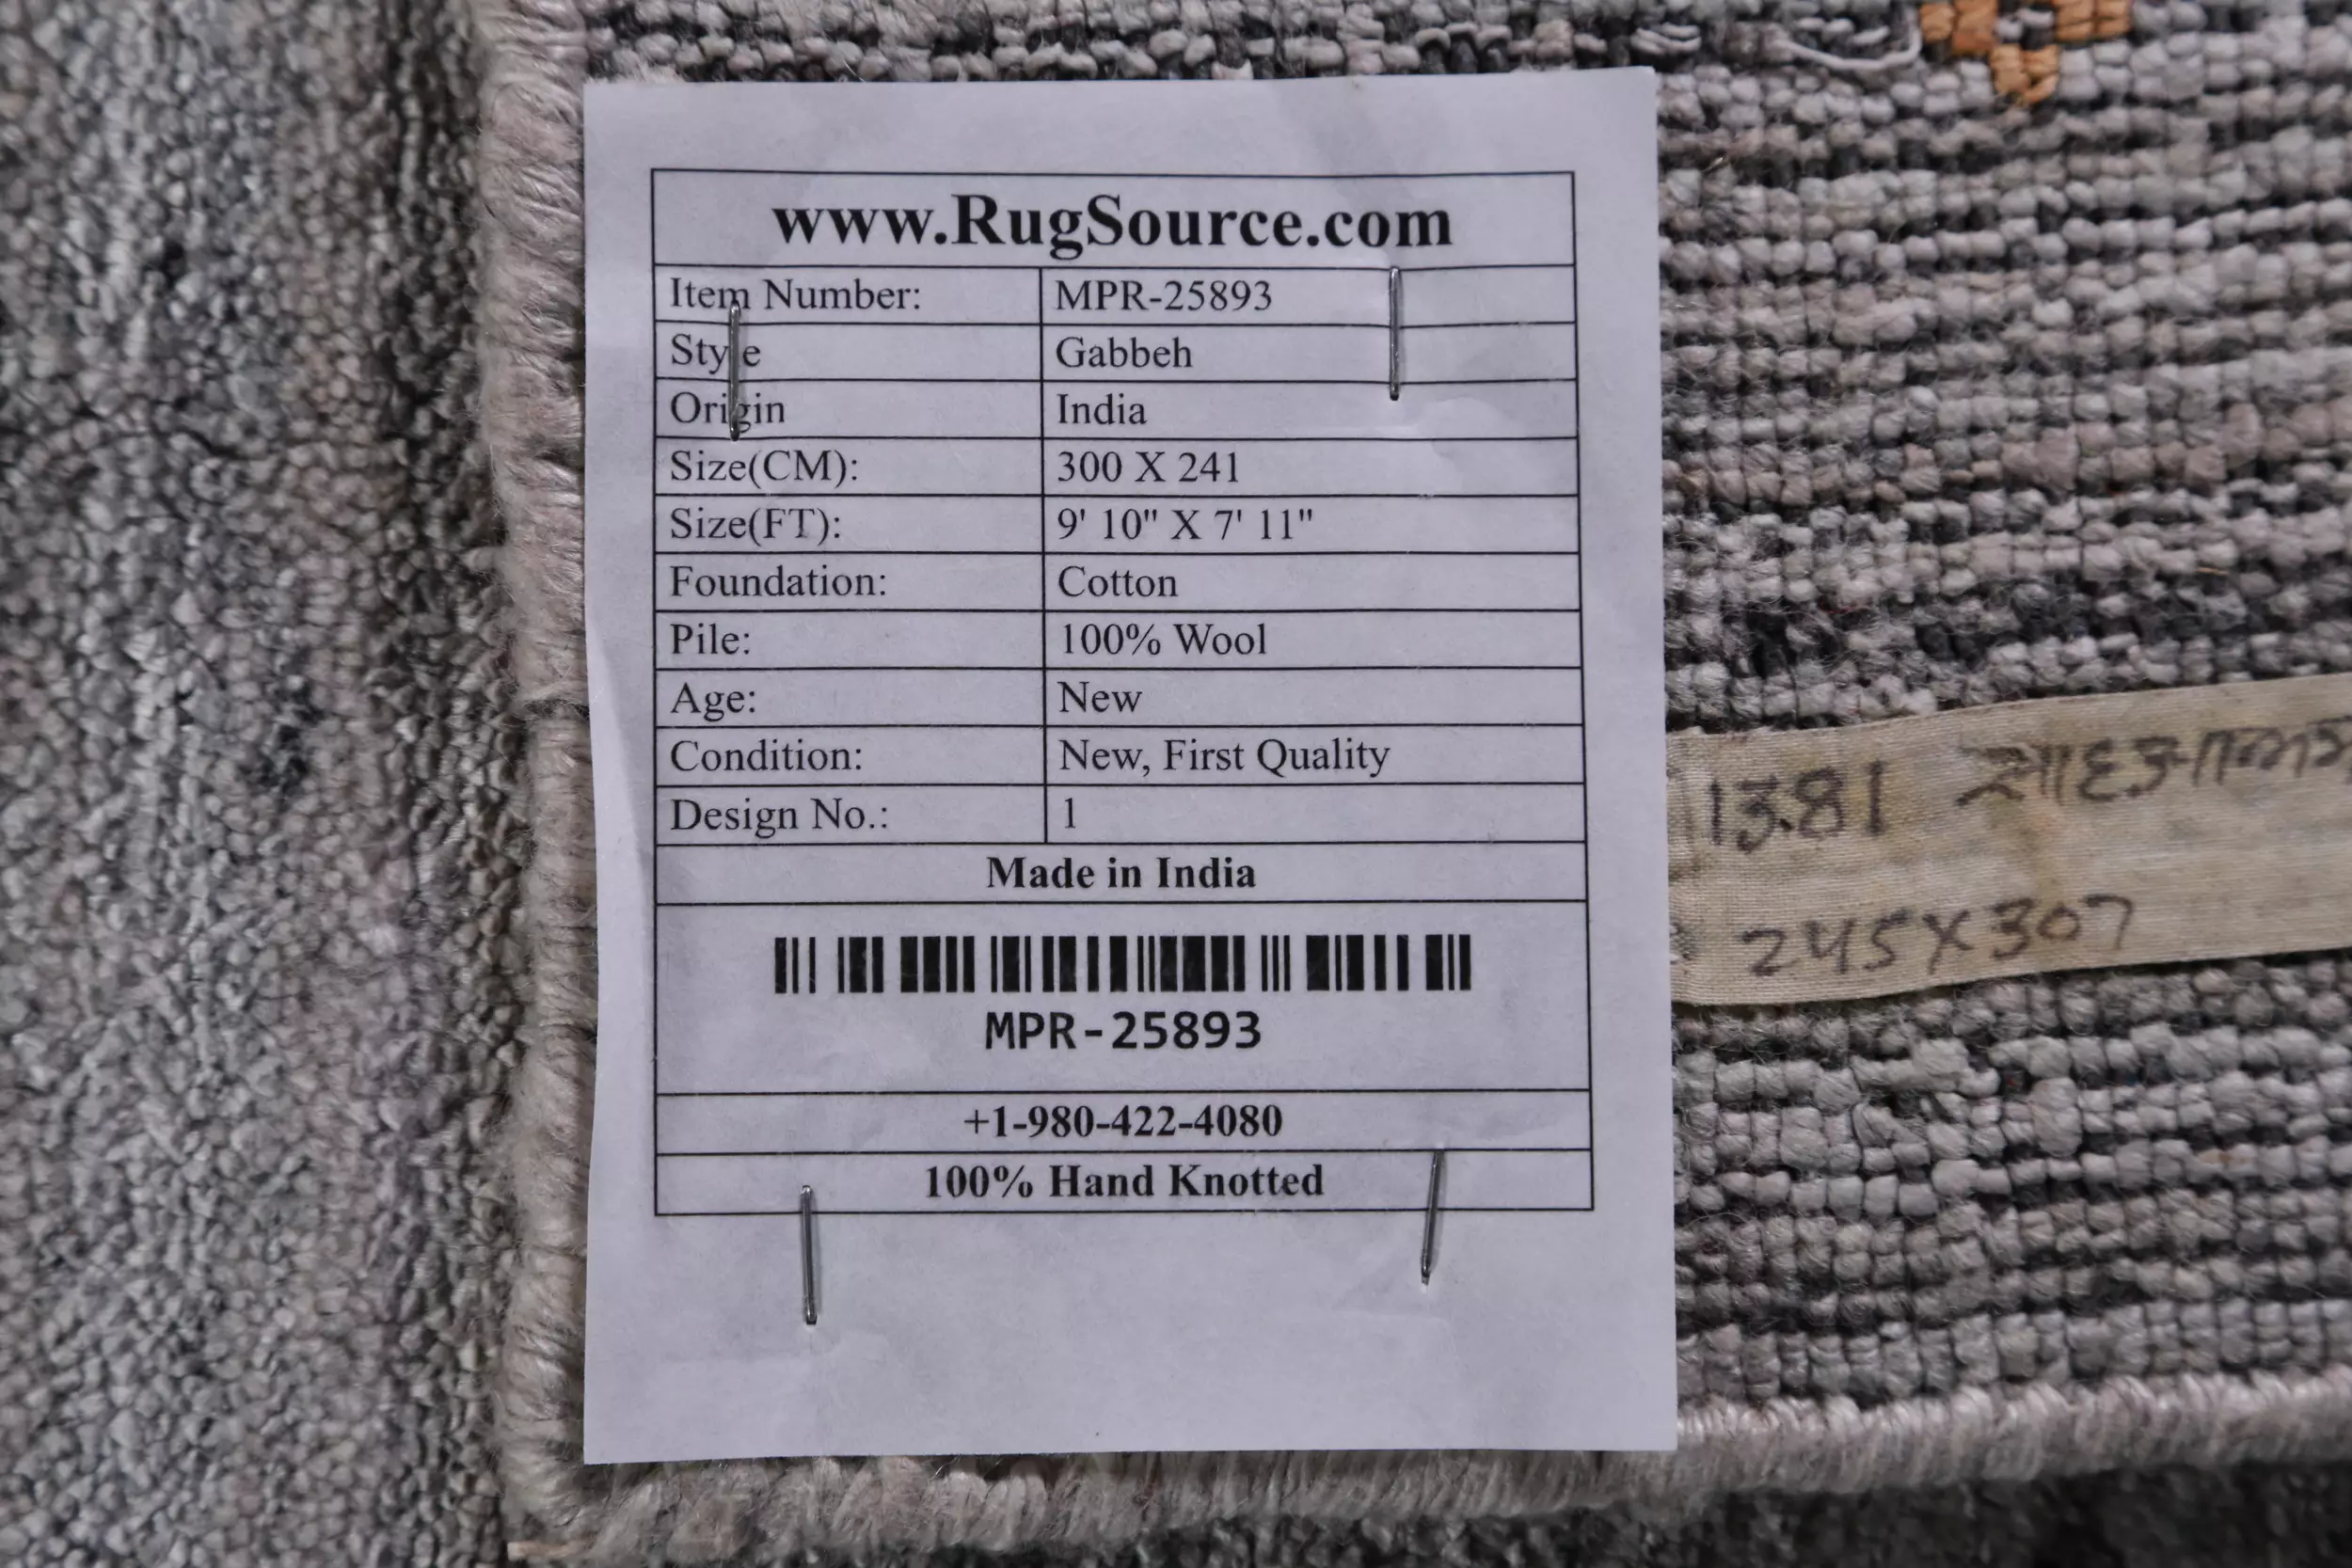 www.RugSource.com
Item Number: MPR-25893
Style Gabbeh
Origin India
Size(CM): 300 X 241
Size(FT): 9' 10" X 7' 11"
Foundation: Cotton
Pile: 100% Wool
Age: New
Condition: New, First Quality
Design No.: 1
Made in India
MPR-25893
+1-980-422-4080
100% Hand Knotted
1381
245X307